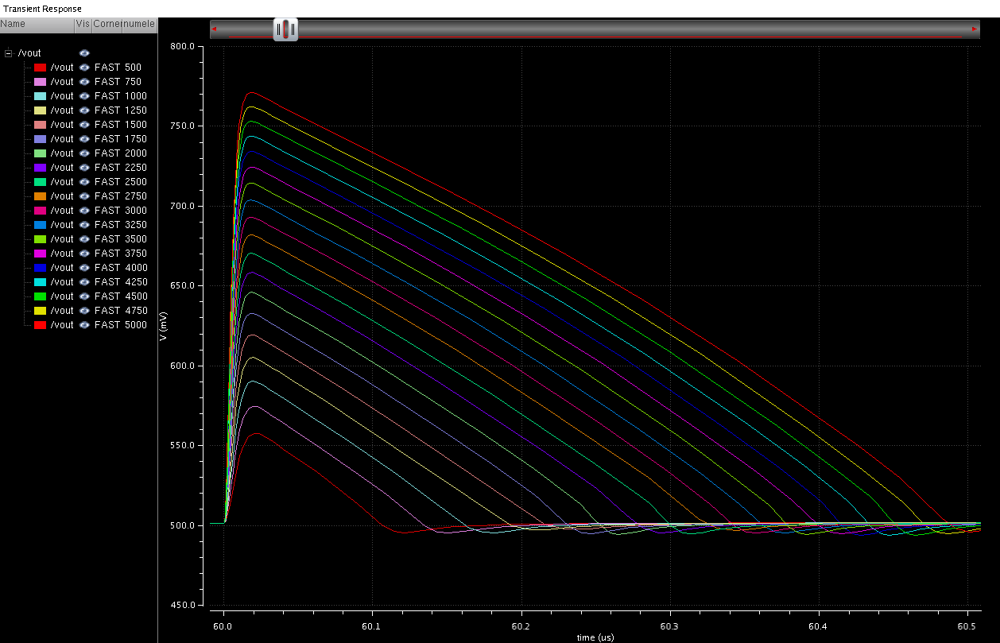 Transient Response
Name Vis Corner numele
/vout
/vout FAST 500
/vout FAST 750
/vout FAST 1000
/vout FAST 1250
/vout FAST 1500
/vout FAST 1750
/vout FAST 2000
/vout FAST 2250
/vout FAST 2500
/vout FAST 2750
/vout FAST 3000
/vout FAST 3250
/vout FAST 3500
/vout FAST 3750
/vout FAST 4000
/vout FAST 4250
/vout FAST 4500
/vout FAST 4750
/vout FAST 5000
800.0
750.0
700.0
650.0
600.0
550.0
500.0
450.0
V (mV)
60.0 60.1 60.2 60.3 60.4 60.5
time (us)